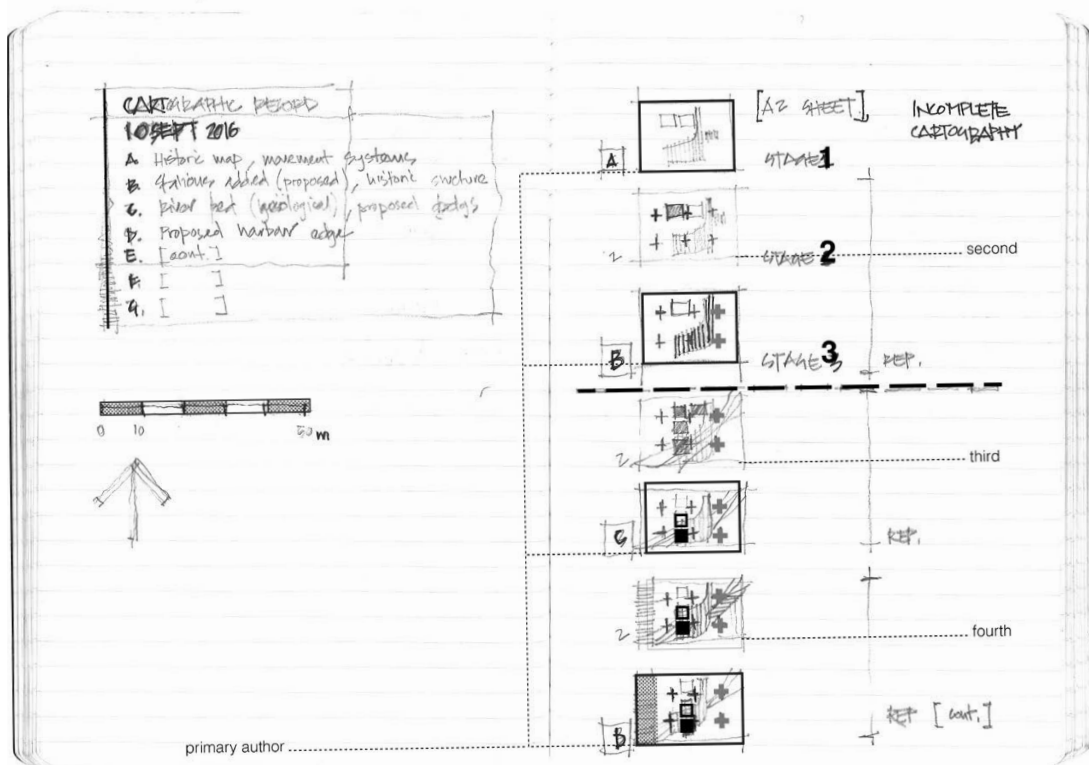 CARTOGRAPHIC RECORD
10 SEPT 2016
A. Historic map, movement systems
B. Stations added (proposed), historic structure
C. River bed (geological), proposed
D. Proposed harbour edge
E. [cont.]
F. [ ]
G. [ ]
0 10 50 m
primary author
[A2 SHEET]
INCOMPLETE
CARTOGRAPHY
A
STAGE 1
2
STAGE 2
second
B
STAGE 3
REP.
2
third
C
REP.
2
fourth
B
REP [cont.]